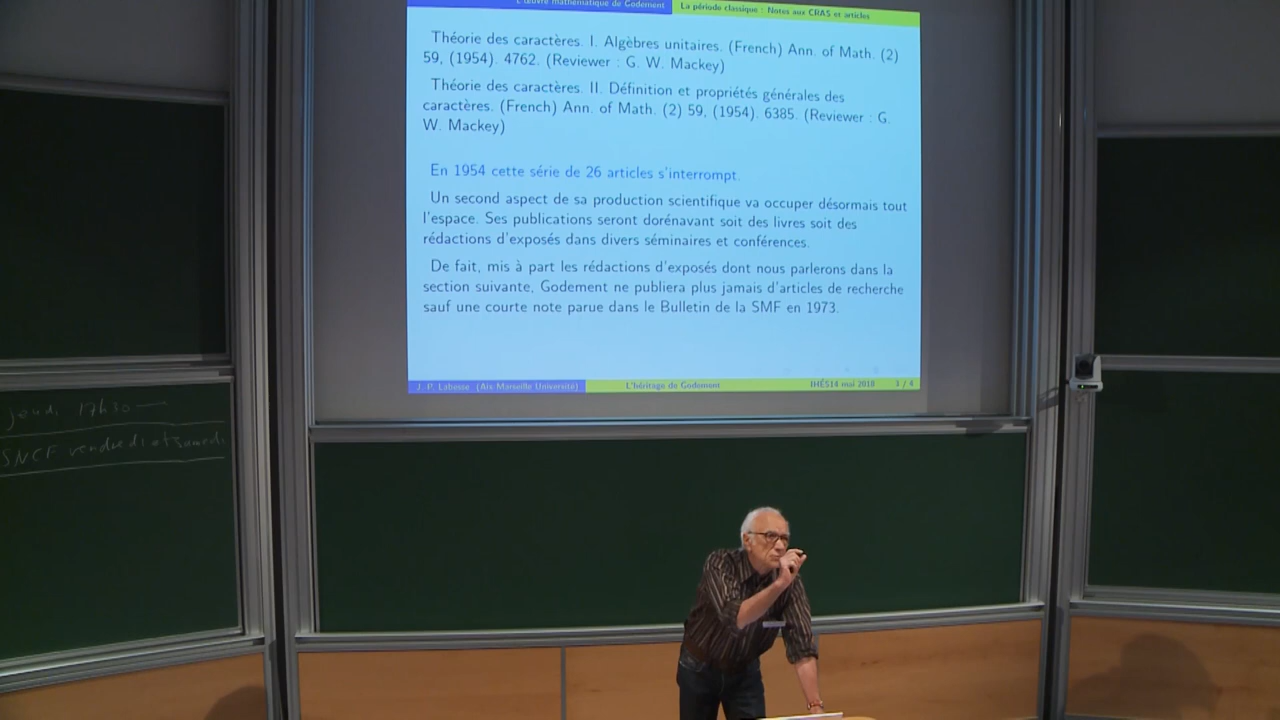 L'œuvre mathématique de Godement
La période classique : Notes aux CRAS et articles
Théorie des caractères. I. Algèbres unitaires. (French) Ann. of Math. (2)
59, (1954). 4762. (Reviewer : G. W. Mackey)
Théorie des caractères. II. Définition et propriétés générales des
caractères. (French) Ann. of Math. (2) 59, (1954). 6385. (Reviewer : G.
W. Mackey)
En 1954 cette série de 26 articles s'interrompt.
Un second aspect de sa production scientifique va occuper désormais tout
l'espace. Ses publications seront dorénavant soit des livres soit des
rédactions d'exposés dans divers séminaires et conférences.
De fait, mis à part les rédactions d'exposés dont nous parlerons dans la
section suivante, Godement ne publiera plus jamais d'articles de recherche
sauf une courte note parue dans le Bulletin de la SMF en 1973.
J.-P. Labesse (Aix Marseille Université)
L'héritage de Godement
IHÉS14 mai 2018
3 / 4
jeudi 17h30
SNCF vendredi et samedi